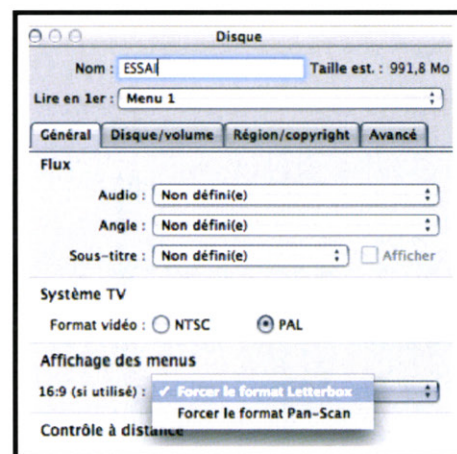 Disque
Nom : ESSAI Taille est. : 991,8 Mo
Lire en 1er : Menu 1
Général Disque/volume Région/copyright Avancé
Flux
Audio : Non défini(e)
Angle : Non défini(e)
Sous-titre : Non défini(e) Afficher
Système TV
Format vidéo : NTSC PAL
Affichage des menus
16:9 (si utilisé) : ✓ Forcer le format Letterbox
Forcer le format Pan-Scan
Contrôle à distance